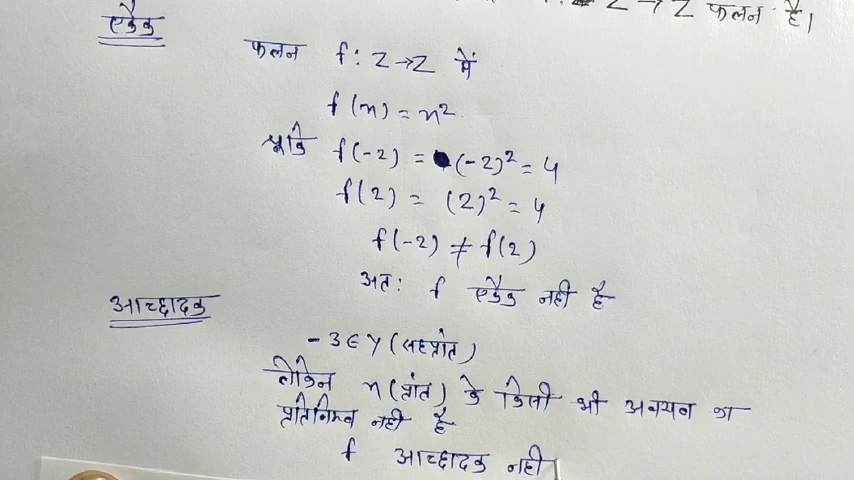 Z → Z फलन है।
एकैक
फलन f : Z → Z में
f(n) = n².
चूंकि f(-2) = (-2)² = 4
f(2) = (2)² = 4
f(-2) ≠ f(2)
अतः f एकैक नही है
आच्छादक
- 3 ∈ Y (सहप्रांत)
लेकिन n (प्रांत) के किसी भी अवयव का
प्रतिबिम्ब नही है
f आच्छादक नही